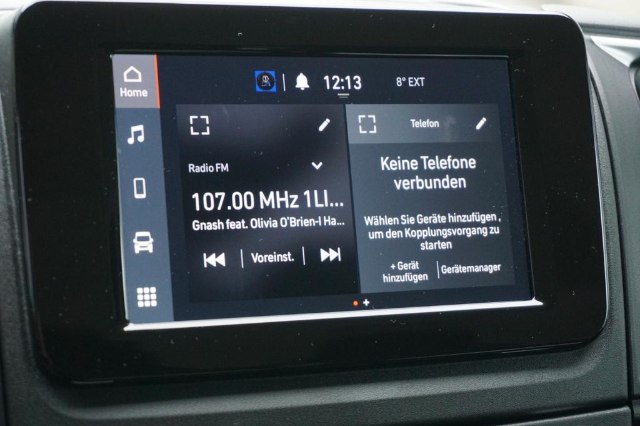 12:13
8° EXT
Home
Radio FM
107.00 MHz 1LI...
Gnash feat. Olivia O'Brien-I Ha...
Voreinst.
Telefon
Keine Telefone
verbunden
Wählen Sie Geräte hinzufügen ,
um den Kopplungsvorgang zu
starten
+ Gerät
hinzufügen
Gerätemanager